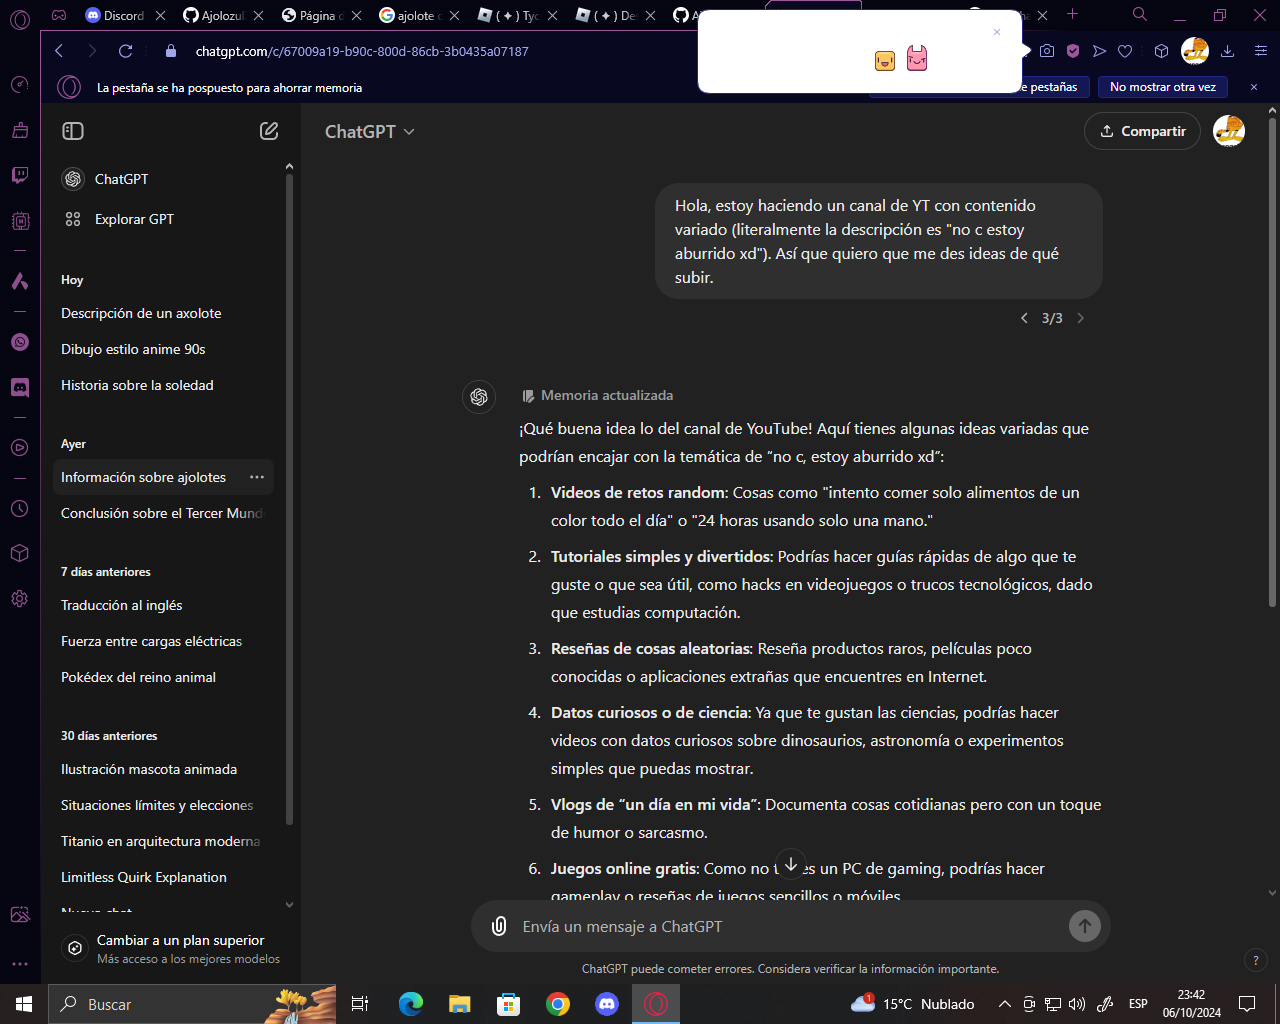 Discord
Ajolozul
Página d
ajolote c
( ✦ ) Tyc
( ✦ ) De
chatgpt.com/c/67009a19-b90c-800d-86cb-3b0435a07187
La pestaña se ha pospuesto para ahorrar memoria
pestañas
No mostrar otra vez
ChatGPT
Compartir
ChatGPT
Explorar GPT
Hoy
Descripción de un axolote
Dibujo estilo anime 90s
Historia sobre la soledad
Ayer
Información sobre ajolotes
Conclusión sobre el Tercer Mund
7 días anteriores
Traducción al inglés
Fuerza entre cargas eléctricas
Pokédex del reino animal
30 días anteriores
Ilustración mascota animada
Situaciones límites y elecciones
Titanio en arquitectura moderna
Limitless Quirk Explanation
Nuevo chat
Cambiar a un plan superior
Más acceso a los mejores modelos
Hola, estoy haciendo un canal de YT con contenido
variado (literalmente la descripción es "no c estoy
aburrido xd"). Así que quiero que me des ideas de qué
subir.
3/3
Memoria actualizada
¡Qué buena idea lo del canal de YouTube! Aquí tienes algunas ideas variadas que
podrían encajar con la temática de “no c, estoy aburrido xd”:
1. Videos de retos random: Cosas como "intento comer solo alimentos de un
color todo el día" o "24 horas usando solo una mano."
2. Tutoriales simples y divertidos: Podrías hacer guías rápidas de algo que te
guste o que sea útil, como hacks en videojuegos o trucos tecnológicos, dado
que estudias computación.
3. Reseñas de cosas aleatorias: Reseña productos raros, películas poco
conocidas o aplicaciones extrañas que encuentres en Internet.
4. Datos curiosos o de ciencia: Ya que te gustan las ciencias, podrías hacer
videos con datos curiosos sobre dinosaurios, astronomía o experimentos
simples que puedas mostrar.
5. Vlogs de “un día en mi vida”: Documenta cosas cotidianas pero con un toque
de humor o sarcasmo.
6. Juegos online gratis: Como no es un PC de gaming, podrías hacer
gameplay o reseñas de juegos sencillos o móviles
Envía un mensaje a ChatGPT
ChatGPT puede cometer errores. Considera verificar la información importante.
?
Buscar
1
15°C Nublado
ESP
23:42
06/10/2024